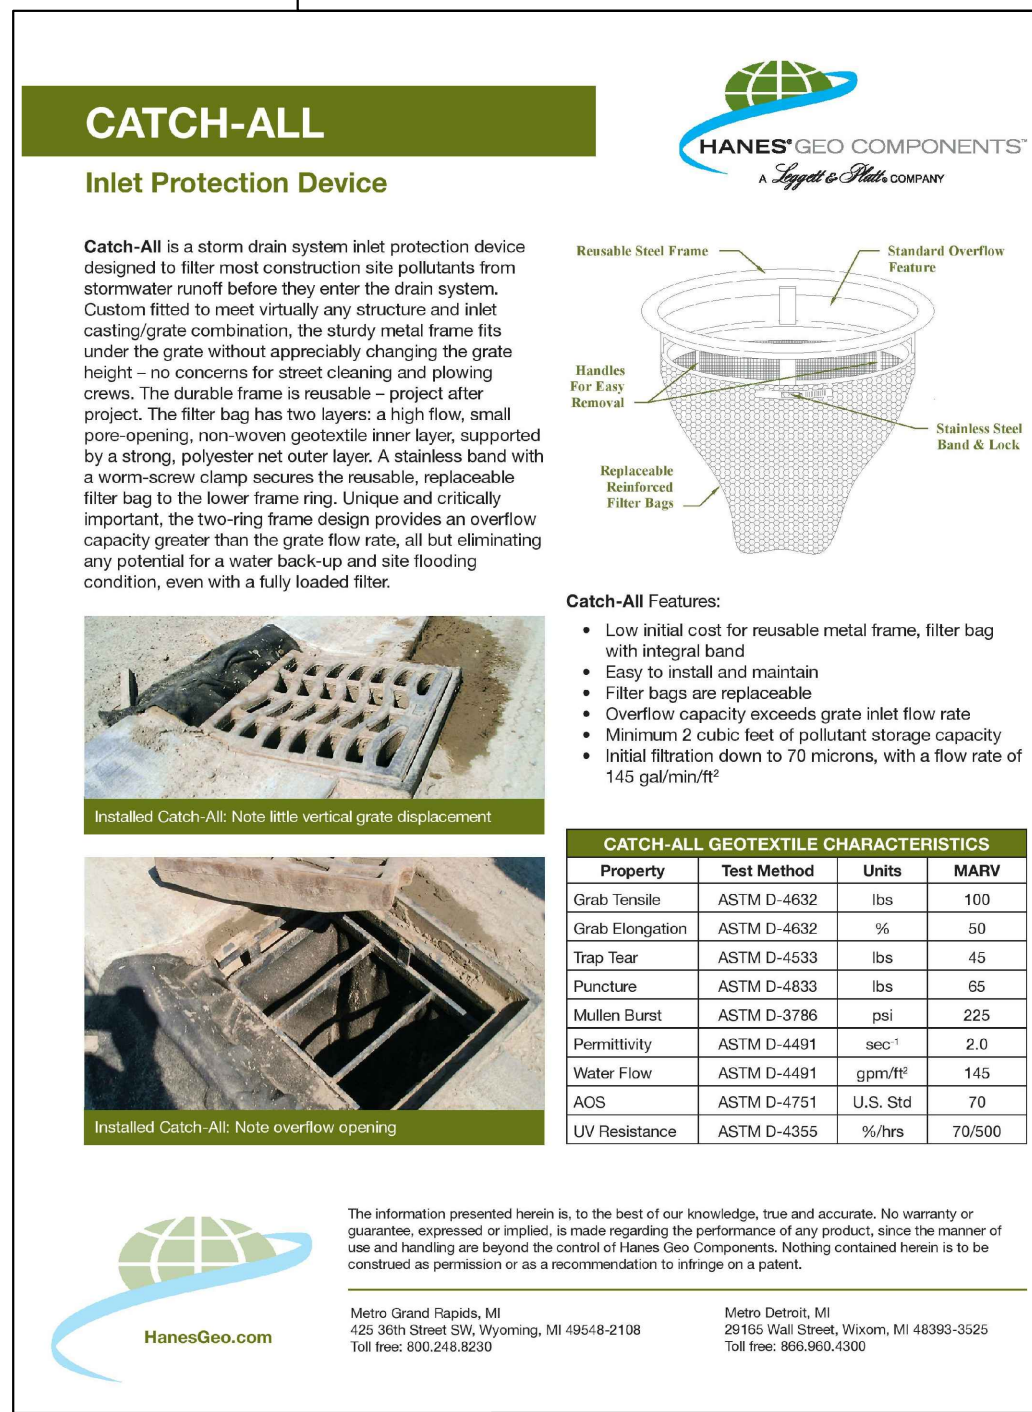 CATCH-ALL
Inlet Protection Device
HANES® GEO COMPONENTS™
A Leggett & Platt® COMPANY
Catch-All is a storm drain system inlet protection device
designed to filter most construction site pollutants from
stormwater runoff before they enter the drain system.
Custom fitted to meet virtually any structure and inlet
casting/grate combination, the sturdy metal frame fits
under the grate without appreciably changing the grate
height – no concerns for street cleaning and plowing
crews. The durable frame is reusable – project after
project. The filter bag has two layers: a high flow, small
pore-opening, non-woven geotextile inner layer, supported
by a strong, polyester net outer layer. A stainless band with
a worm-screw clamp secures the reusable, replaceable
filter bag to the lower frame ring. Unique and critically
important, the two-ring frame design provides an overflow
capacity greater than the grate flow rate, all but eliminating
any potential for a water back-up and site flooding
condition, even with a fully loaded filter.
Reusable Steel Frame
Standard Overflow
Feature
Handles
For Easy
Removal
Stainless Steel
Band & Lock
Replaceable
Reinforced
Filter Bags
Installed Catch-All: Note little vertical grate displacement
Installed Catch-All: Note overflow opening
Catch-All Features:
• Low initial cost for reusable metal frame, filter bag
with integral band
• Easy to install and maintain
• Filter bags are replaceable
• Overflow capacity exceeds grate inlet flow rate
• Minimum 2 cubic feet of pollutant storage capacity
• Initial filtration down to 70 microns, with a flow rate of
145 gal/min/ft²
CATCH-ALL GEOTEXTILE CHARACTERISTICS
Property Test Method Units MARV
Grab Tensile ASTM D-4632 lbs 100
Grab Elongation ASTM D-4632 % 50
Trap Tear ASTM D-4533 lbs 45
Puncture ASTM D-4833 lbs 65
Mullen Burst ASTM D-3786 psi 225
Permittivity ASTM D-4491 sec⁻¹ 2.0
Water Flow ASTM D-4491 gpm/ft² 145
AOS ASTM D-4751 U.S. Std 70
UV Resistance ASTM D-4355 %/hrs 70/500
The information presented herein is, to the best of our knowledge, true and accurate. No warranty or
guarantee, expressed or implied, is made regarding the performance of any product, since the manner of
use and handling are beyond the control of Hanes Geo Components. Nothing contained herein is to be
construed as permission or as a recommendation to infringe on a patent.
HanesGeo.com
Metro Grand Rapids, MI
425 36th Street SW, Wyoming, MI 49548-2108
Toll free: 800.248.8230
Metro Detroit, MI
29165 Wall Street, Wixom, MI 48393-3525
Toll free: 866.960.4300